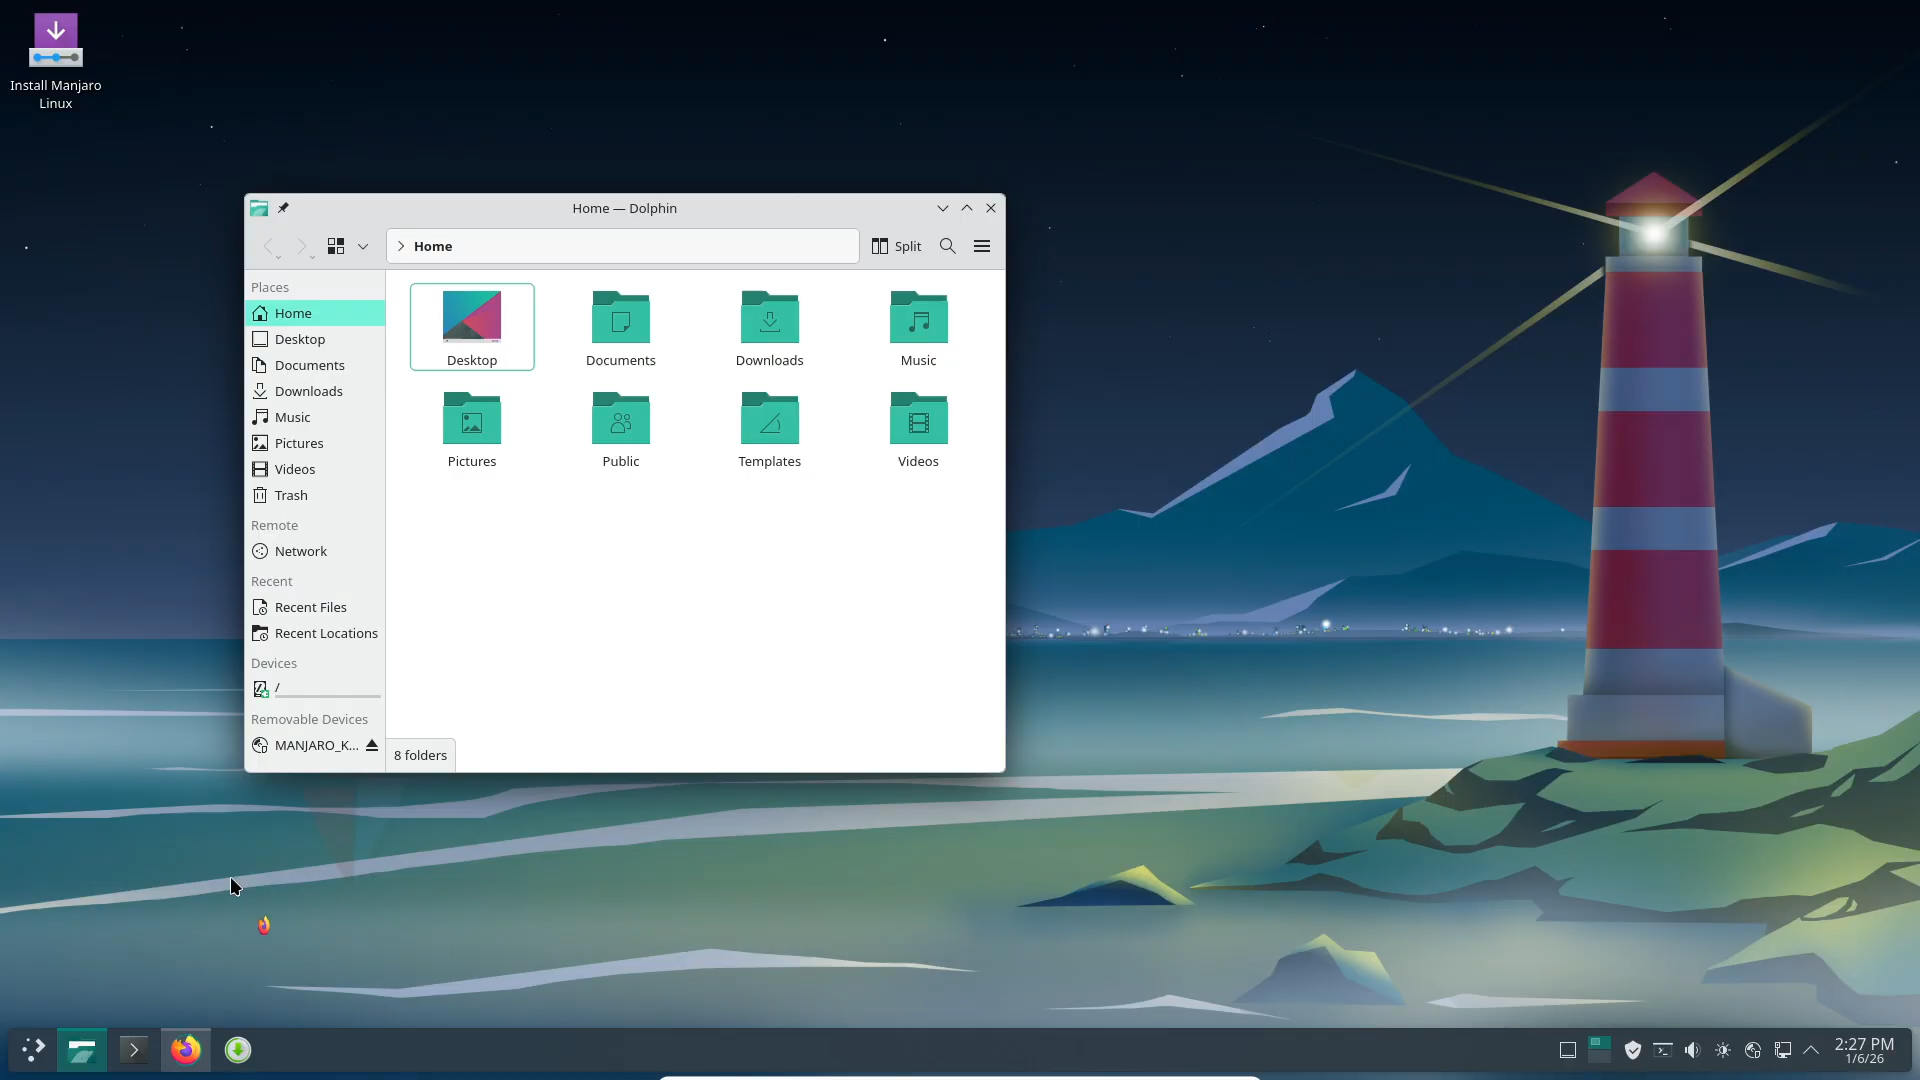 Install Manjaro
Linux
Home — Dolphin
Home
Split
Places
Home
Desktop
Documents
Downloads
Music
Pictures
Videos
Trash
Remote
Network
Recent
Recent Files
Recent Locations
Devices
/
Removable Devices
MANJARO_K...
Desktop
Documents
Downloads
Music
Pictures
Public
Templates
Videos
8 folders
2:27 PM
1/6/26